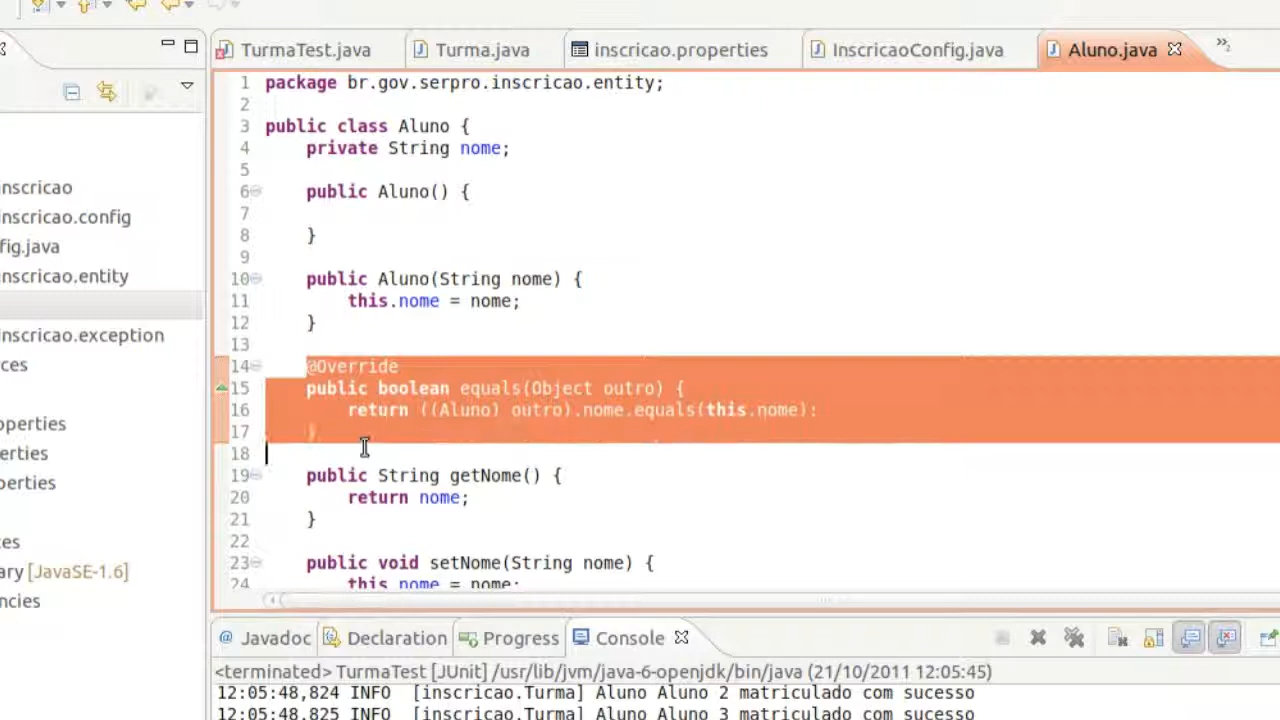 TurmaTest.java
Turma.java
inscricao.properties
InscricaoConfig.java
Aluno.java
nscricao
nscricao.config
fig.java
nscricao.entity
nscricao.exception
ces
operties
erties
perties
es
ary [JavaSE-1.6]
ncies
1 package br.gov.serpro.inscricao.entity;
2
3 public class Aluno {
4 private String nome;
5
6 public Aluno() {
7
8 }
9
10 public Aluno(String nome) {
11 this.nome = nome;
12 }
13
14 @Override
15 public boolean equals(Object outro) {
16 return ((Aluno) outro).nome.equals(this.nome);
17 }
18
19 public String getNome() {
20 return nome;
21 }
22
23 public void setNome(String nome) {
24 this.nome = nome;
@ Javadoc
Declaration
Progress
Console
<terminated> TurmaTest [JUnit] /usr/lib/jvm/java-6-openjdk/bin/java (21/10/2011 12:05:45)
12:05:48,824 INFO [inscricao.Turma] Aluno Aluno 2 matriculado com sucesso
12:05:48,825 INFO [inscricao.Turma] Aluno Aluno 3 matriculado com sucesso